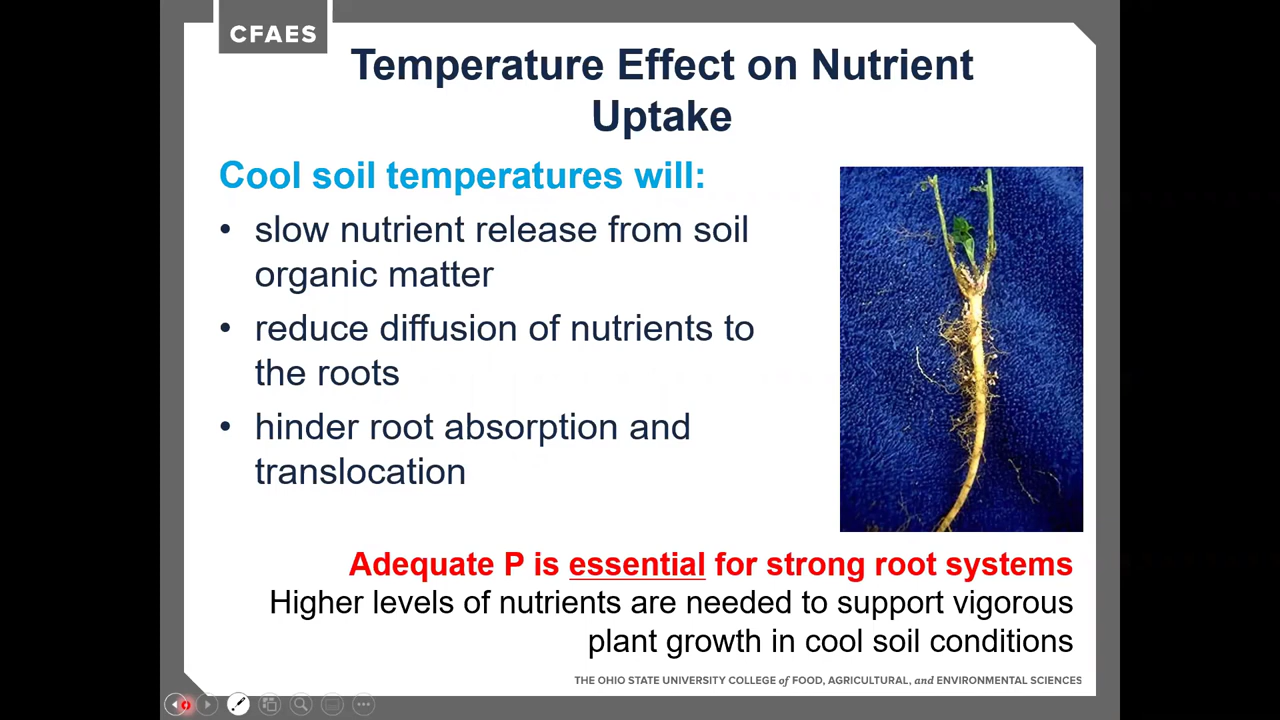 CFAES
Temperature Effect on Nutrient
Uptake
Cool soil temperatures will:
• slow nutrient release from soil
organic matter
• reduce diffusion of nutrients to
the roots
• hinder root absorption and
translocation
Adequate P is essential for strong root systems
Higher levels of nutrients are needed to support vigorous
plant growth in cool soil conditions
THE OHIO STATE UNIVERSITY COLLEGE of FOOD, AGRICULTURAL, and ENVIRONMENTAL SCIENCES